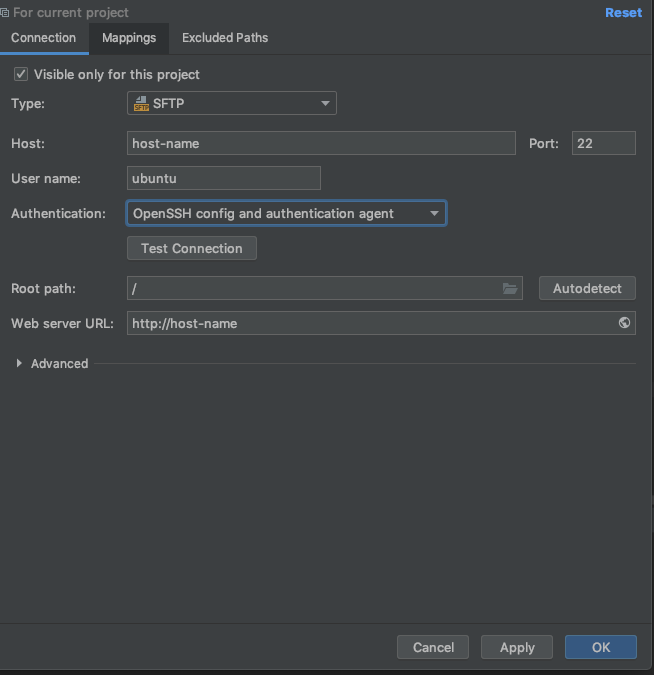 For current project Reset
Connection Mappings Excluded Paths
Visible only for this project
Type: SFTP SFTP
Host: host-name Port: 22
User name: ubuntu
Authentication: OpenSSH config and authentication agent
Test Connection
Root path: / Autodetect
Web server URL: http://host-name
Advanced
Cancel Apply OK